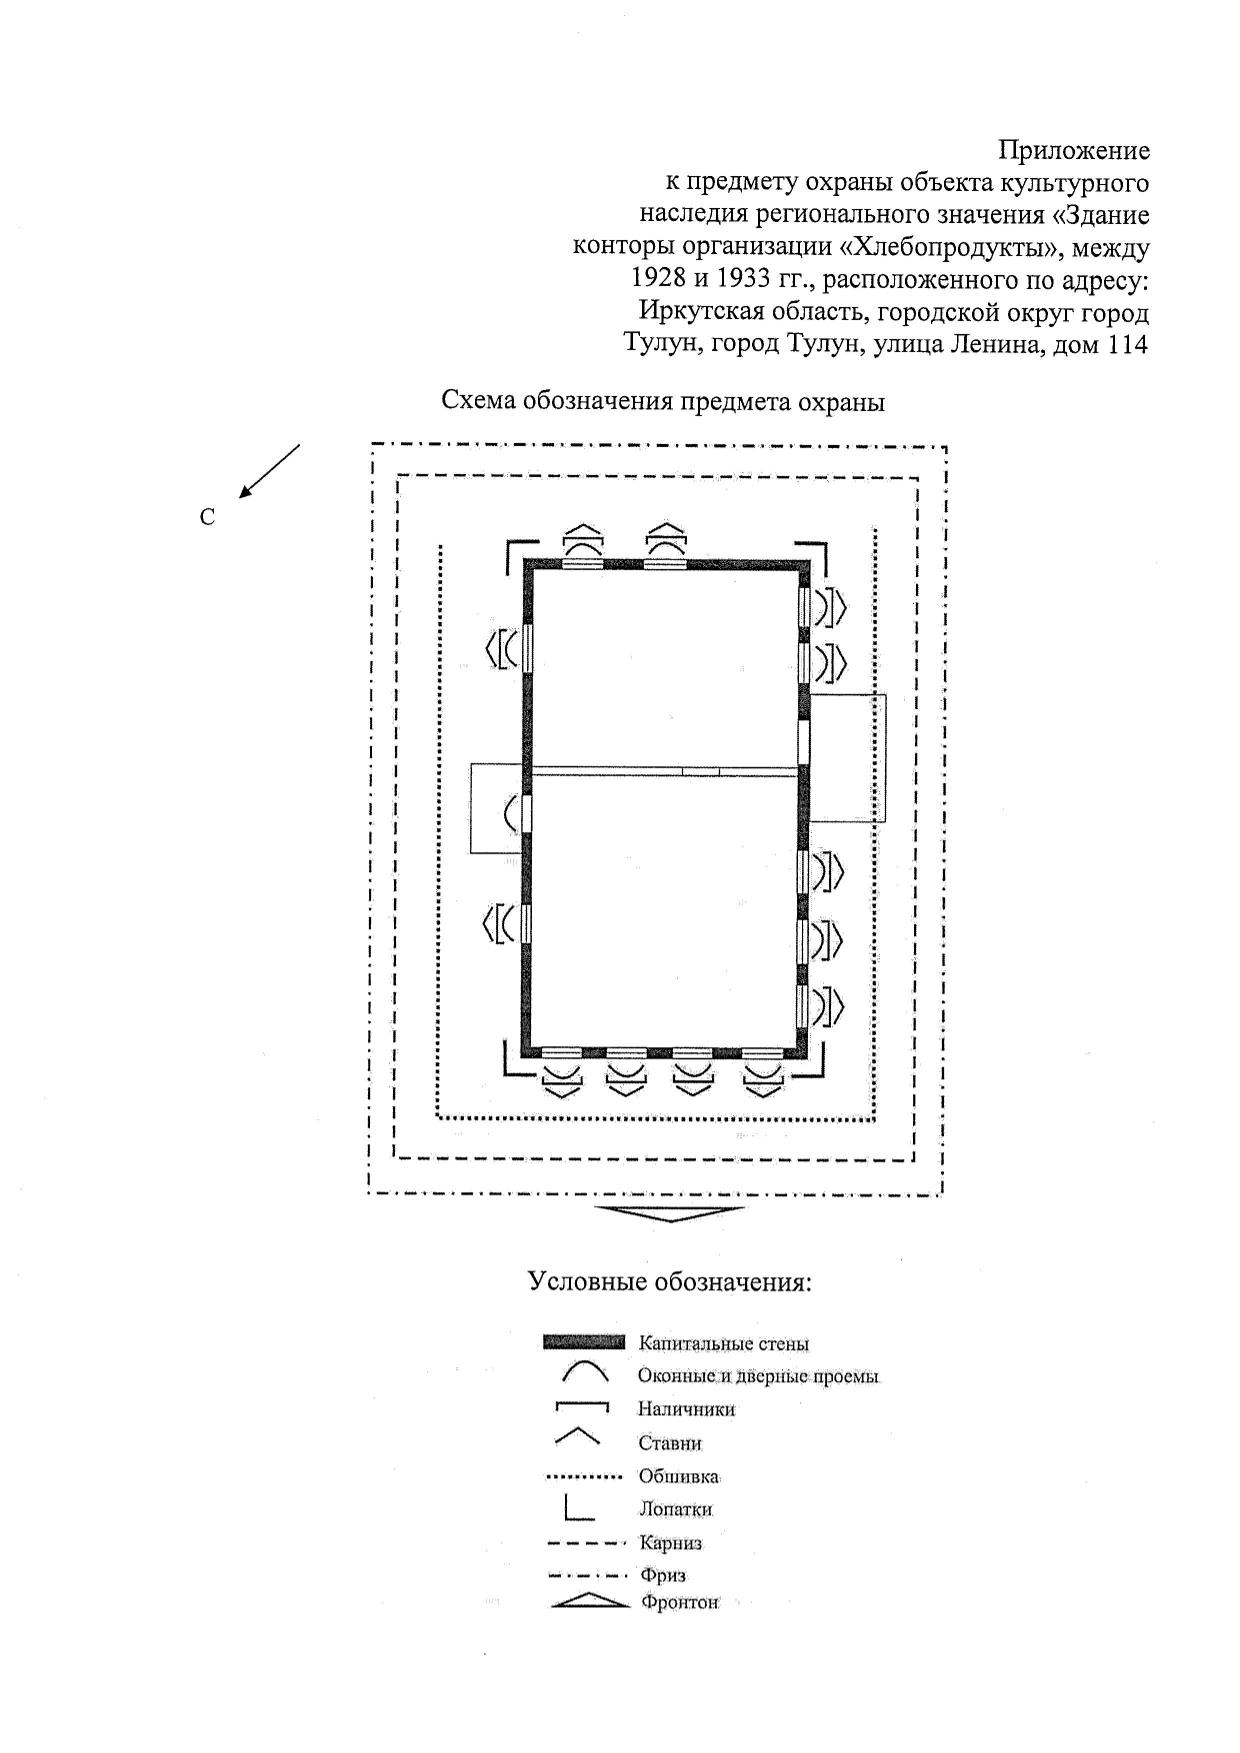 Приложение
к предмету охраны объекта культурного
наследия регионального значения «Здание
конторы организации «Хлебопродукты», между
1928 и 1933 гг., расположенного по адресу:
Иркутская область, городской округ город
Тулун, город Тулун, улица Ленина, дом 114
Схема обозначения предмета охраны
С
Условные обозначения:
Капитальные стены
Оконные и дверные проемы
Наличники
Ставни
Обшивка
Лопатки
Карниз
Фриз
Фронтон